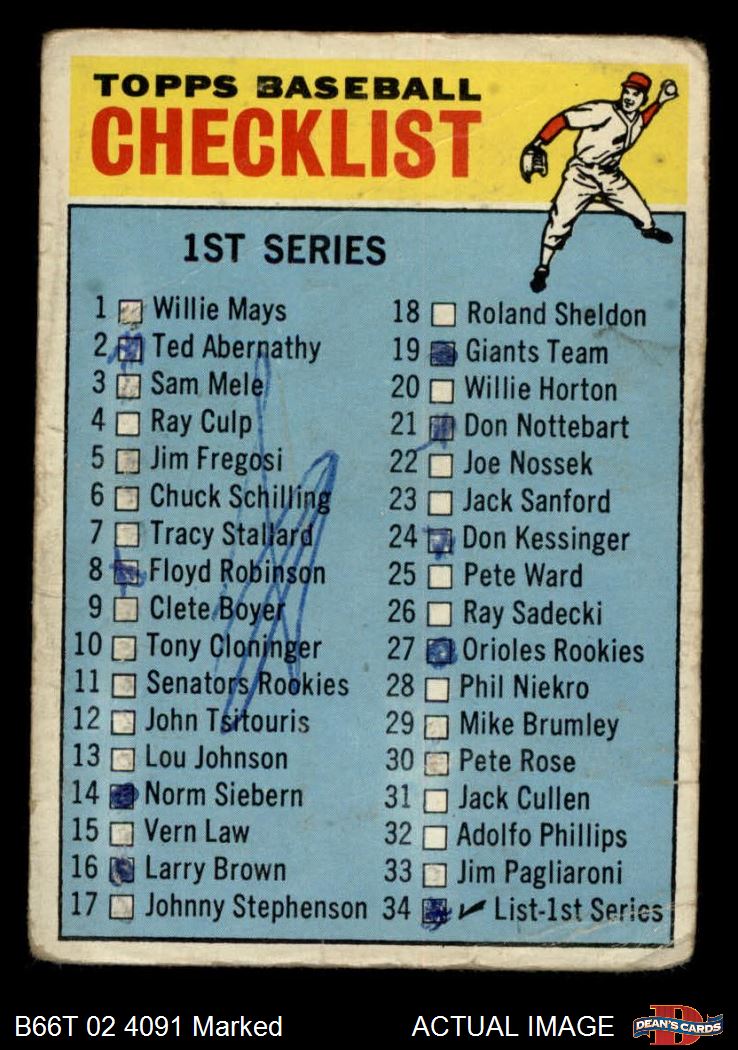 TOPPS BASEBALL
CHECKLIST
1ST SERIES
1 Willie Mays
2 Ted Abernathy
3 Sam Mele
4 Ray Culp
5 Jim Fregosi
6 Chuck Schilling
7 Tracy Stallard
8 Floyd Robinson
9 Clete Boyer
10 Tony Cloninger
11 Senators Rookies
12 John Tsitouris
13 Lou Johnson
14 Norm Siebern
15 Vern Law
16 Larry Brown
17 Johnny Stephenson
18 Roland Sheldon
19 Giants Team
20 Willie Horton
21 Don Nottebart
22 Joe Nossek
23 Jack Sanford
24 Don Kessinger
25 Pete Ward
26 Ray Sadecki
27 Orioles Rookies
28 Phil Niekro
29 Mike Brumley
30 Pete Rose
31 Jack Cullen
32 Adolfo Phillips
33 Jim Pagliaroni
34 ✓ List-1st Series
B66T 02 4091 Marked
ACTUAL IMAGE
D
DEAN'S CARDS